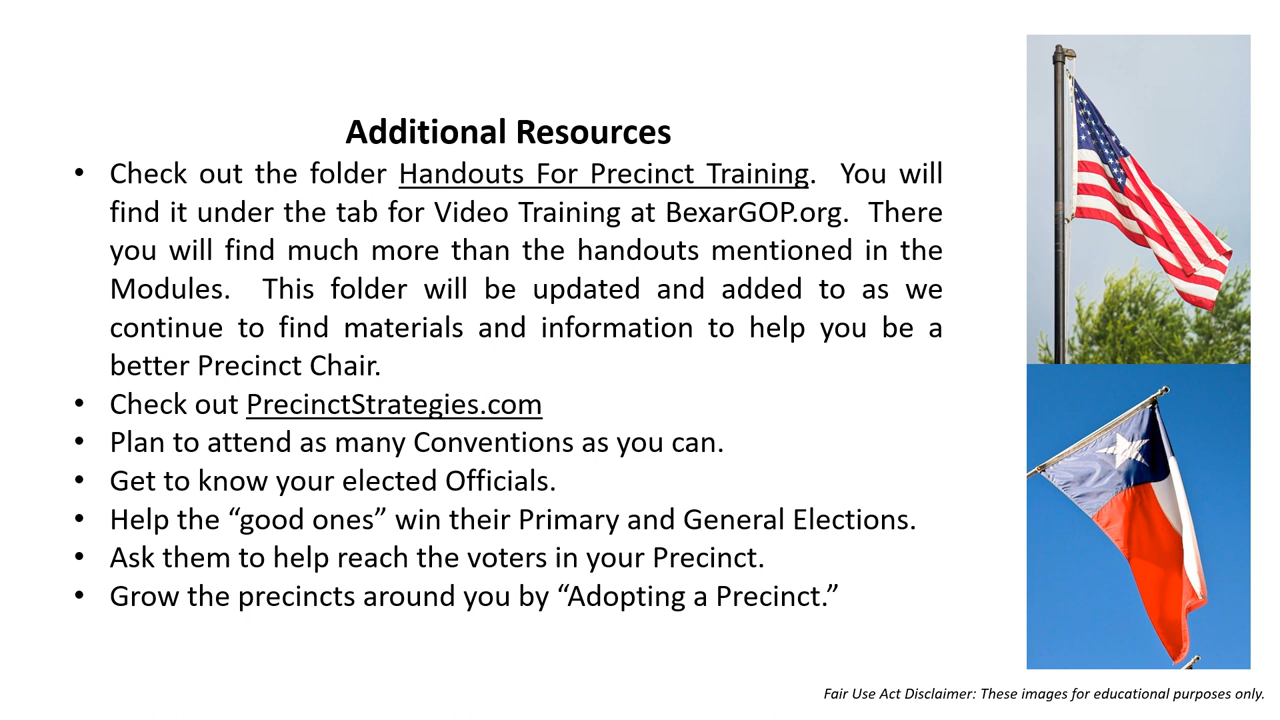 Additional Resources
• Check out the folder Handouts For Precinct Training.  You will
find it under the tab for Video Training at BexarGOP.org.  There
you will find much more than the handouts mentioned in the
Modules.  This folder will be updated and added to as we
continue to find materials and information to help you be a
better Precinct Chair.
• Check out PrecinctStrategies.com
• Plan to attend as many Conventions as you can.
• Get to know your elected Officials.
• Help the “good ones” win their Primary and General Elections.
• Ask them to help reach the voters in your Precinct.
• Grow the precincts around you by “Adopting a Precinct.”
Fair Use Act Disclaimer: These images for educational purposes only.